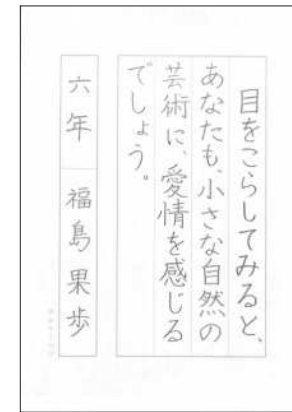 目をこらしてみると、
あなたも、小さな自然の
芸術に、愛情を感じる
でしょう。
六年 福島果歩